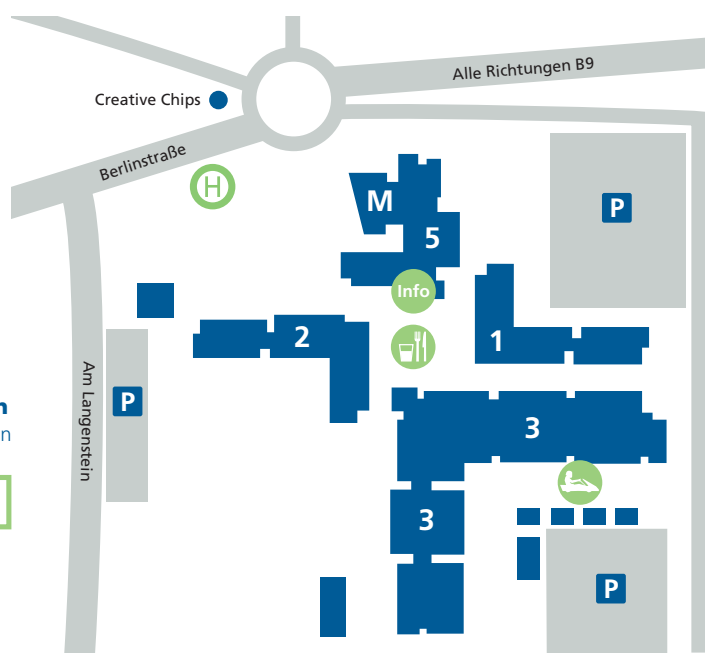 Alle Richtungen B9
Creative Chips
Berlinstraße
H
M
P
5
Info
2
1
P
Am Langenstein
n
n
3
3
P